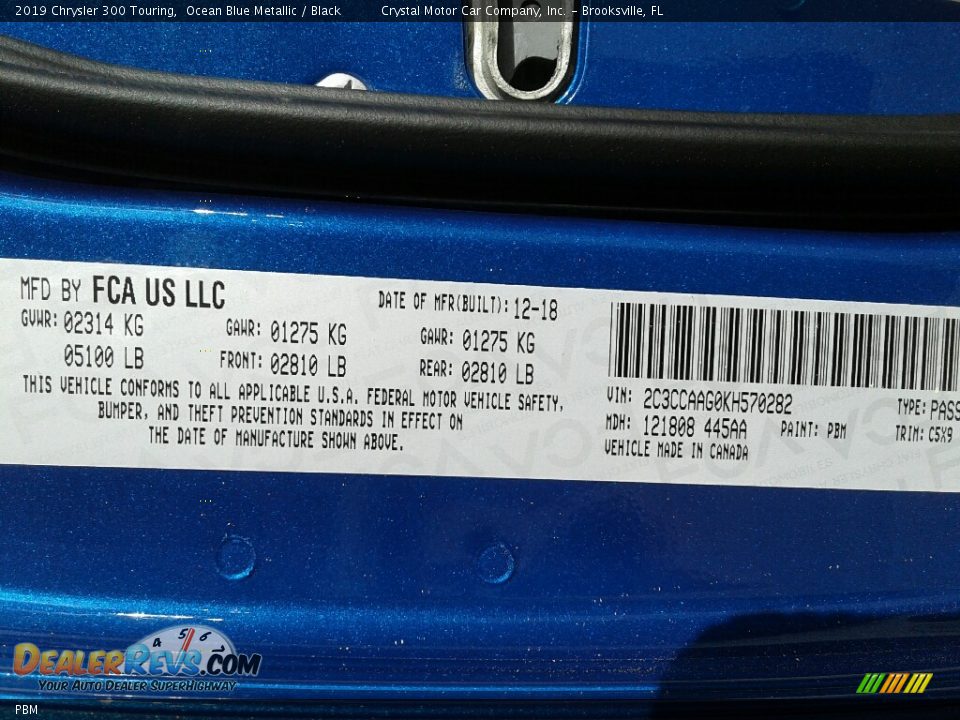 2019 Chrysler 300 Touring, Ocean Blue Metallic / Black Crystal Motor Car Company, Inc. – Brooksville, FL
MFD BY FCA US LLC
DATE OF MFR(BUILT): 12-18
GVWR: 02314 KG GAWR: 01275 KG GAWR: 01275 KG
05100 LB FRONT: 02810 LB REAR: 02810 LB
THIS VEHICLE CONFORMS TO ALL APPLICABLE U.S.A. FEDERAL MOTOR VEHICLE SAFETY,
BUMPER, AND THEFT PREVENTION STANDARDS IN EFFECT ON
THE DATE OF MANUFACTURE SHOWN ABOVE.
VIN: 2C3CCAAG0KH570282 TYPE: PASS
MDH: 121808 445AA PAINT: PBM TRIM: C5X9
VEHICLE MADE IN CANADA
4 5 6 7
DEALERREVS.COM
YOUR AUTO DEALER SUPERHIGHWAY
PBM